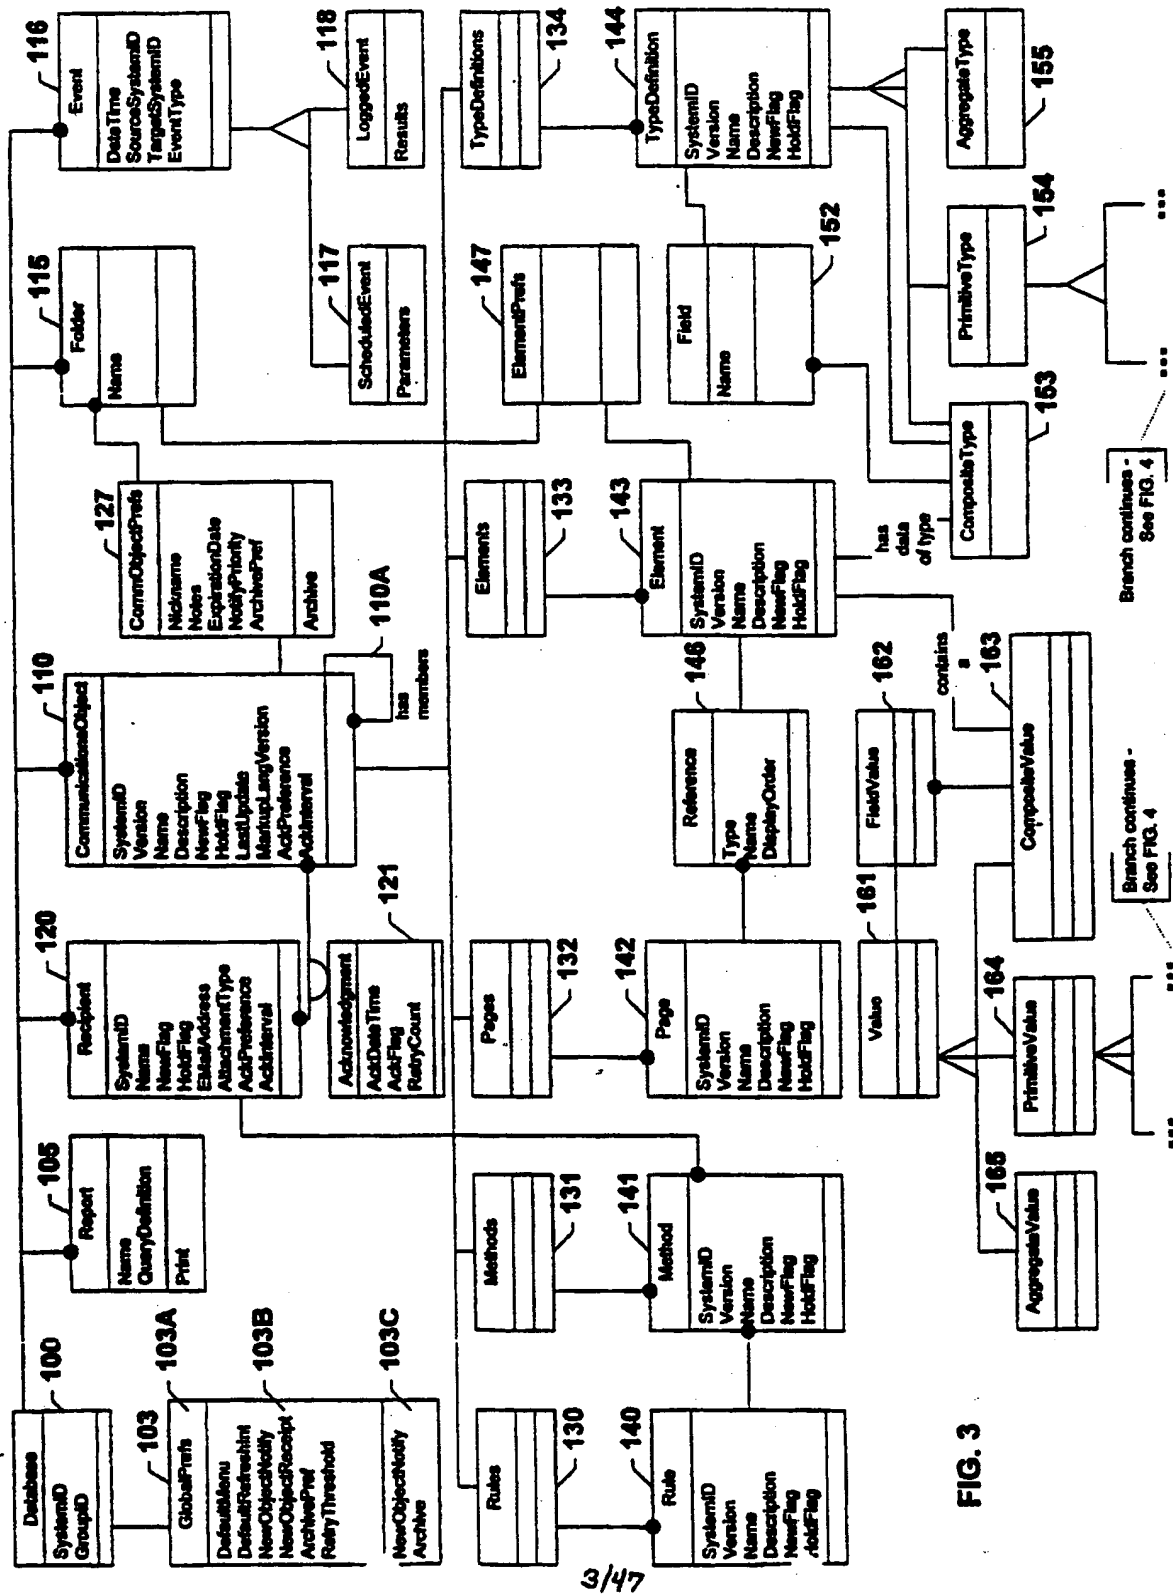 Database
SystemID
GroupID
100
103
GlobalPrefs
103A
DefaultMenu
DefaultRefreshInt
NewObjectNotify
NewObjectReceipt
ArchivePref
RetryThreshold
103B
NewObjectNotify
Archive
103C
Report
105
Name
QueryDefinition
Print
Recipient
120
SystemID
Name
NewFlag
HoldFlag
EMailAddress
AttachmentType
AckPreference
AckInterval
Acknowledgment
121
AckDateTime
AckFlag
RetryCount
CommunicationsObject
110
SystemID
Version
Name
Description
NewFlag
HoldFlag
LastUpdate
MarkupLangVersion
AckPreference
AckInterval
110A
has
members
CommObjectPrefs
127
Nickname
Notes
ExpirationDate
NotifyPriority
ArchivePref
Archive
Folder
115
Name
Event
116
DateTime
SourceSystemID
TargetSystemID
EventType
ScheduledEvent
117
Parameters
LoggedEvent
118
Results
Rules
130
Methods
131
Pages
132
Elements
133
ElementPrefs
147
TypeDefinitions
134
Rule
140
SystemID
Version
Name
Description
NewFlag
HoldFlag
Method
141
SystemID
Version
Name
Description
NewFlag
HoldFlag
Page
142
SystemID
Version
Name
Description
NewFlag
HoldFlag
Reference
146
Type
Name
DisplayOrder
Element
143
SystemID
Version
Name
Description
NewFlag
HoldFlag
Field
152
Name
TypeDefinition
144
SystemID
Version
Name
Description
NewFlag
HoldFlag
Value
161
FieldValue
162
contains
a
has
data
of type
AggregateValue
165
PrimitiveValue
164
CompositeValue
163
CompositeType
153
PrimitiveType
154
AggregateType
155
Branch continues -
See FIG. 4
Branch continues -
See FIG. 4
FIG. 3
3/47